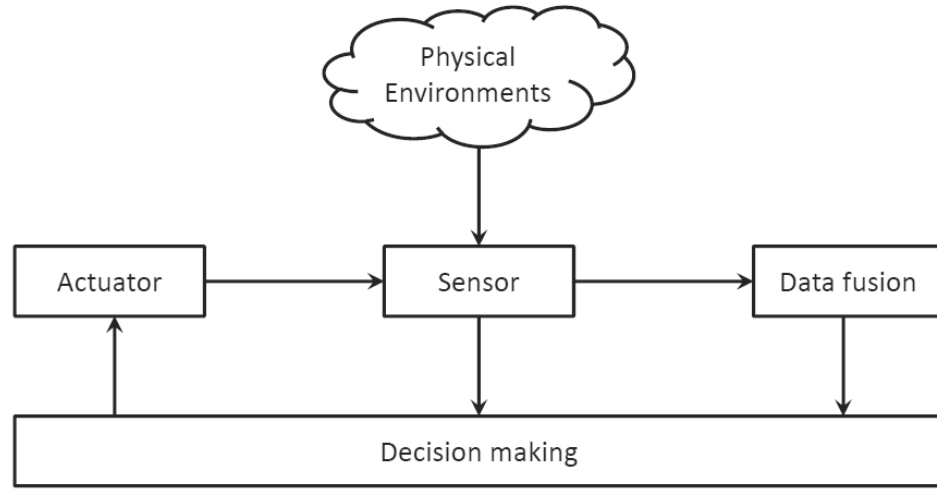 Physical
Environments
Actuator
Sensor
Data fusion
Decision making